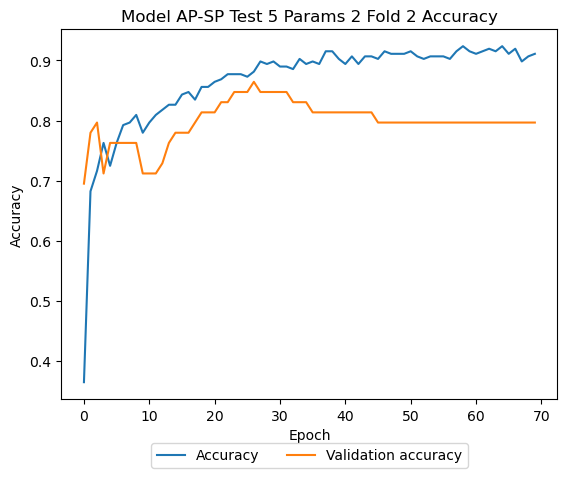 Model AP-SP Test 5 Params 2 Fold 2 Accuracy
0.9
0.8
0.7
0.6
0.5
0.4
Accuracy
0 10 20 30 40 50 60 70
Epoch
Accuracy Validation accuracy